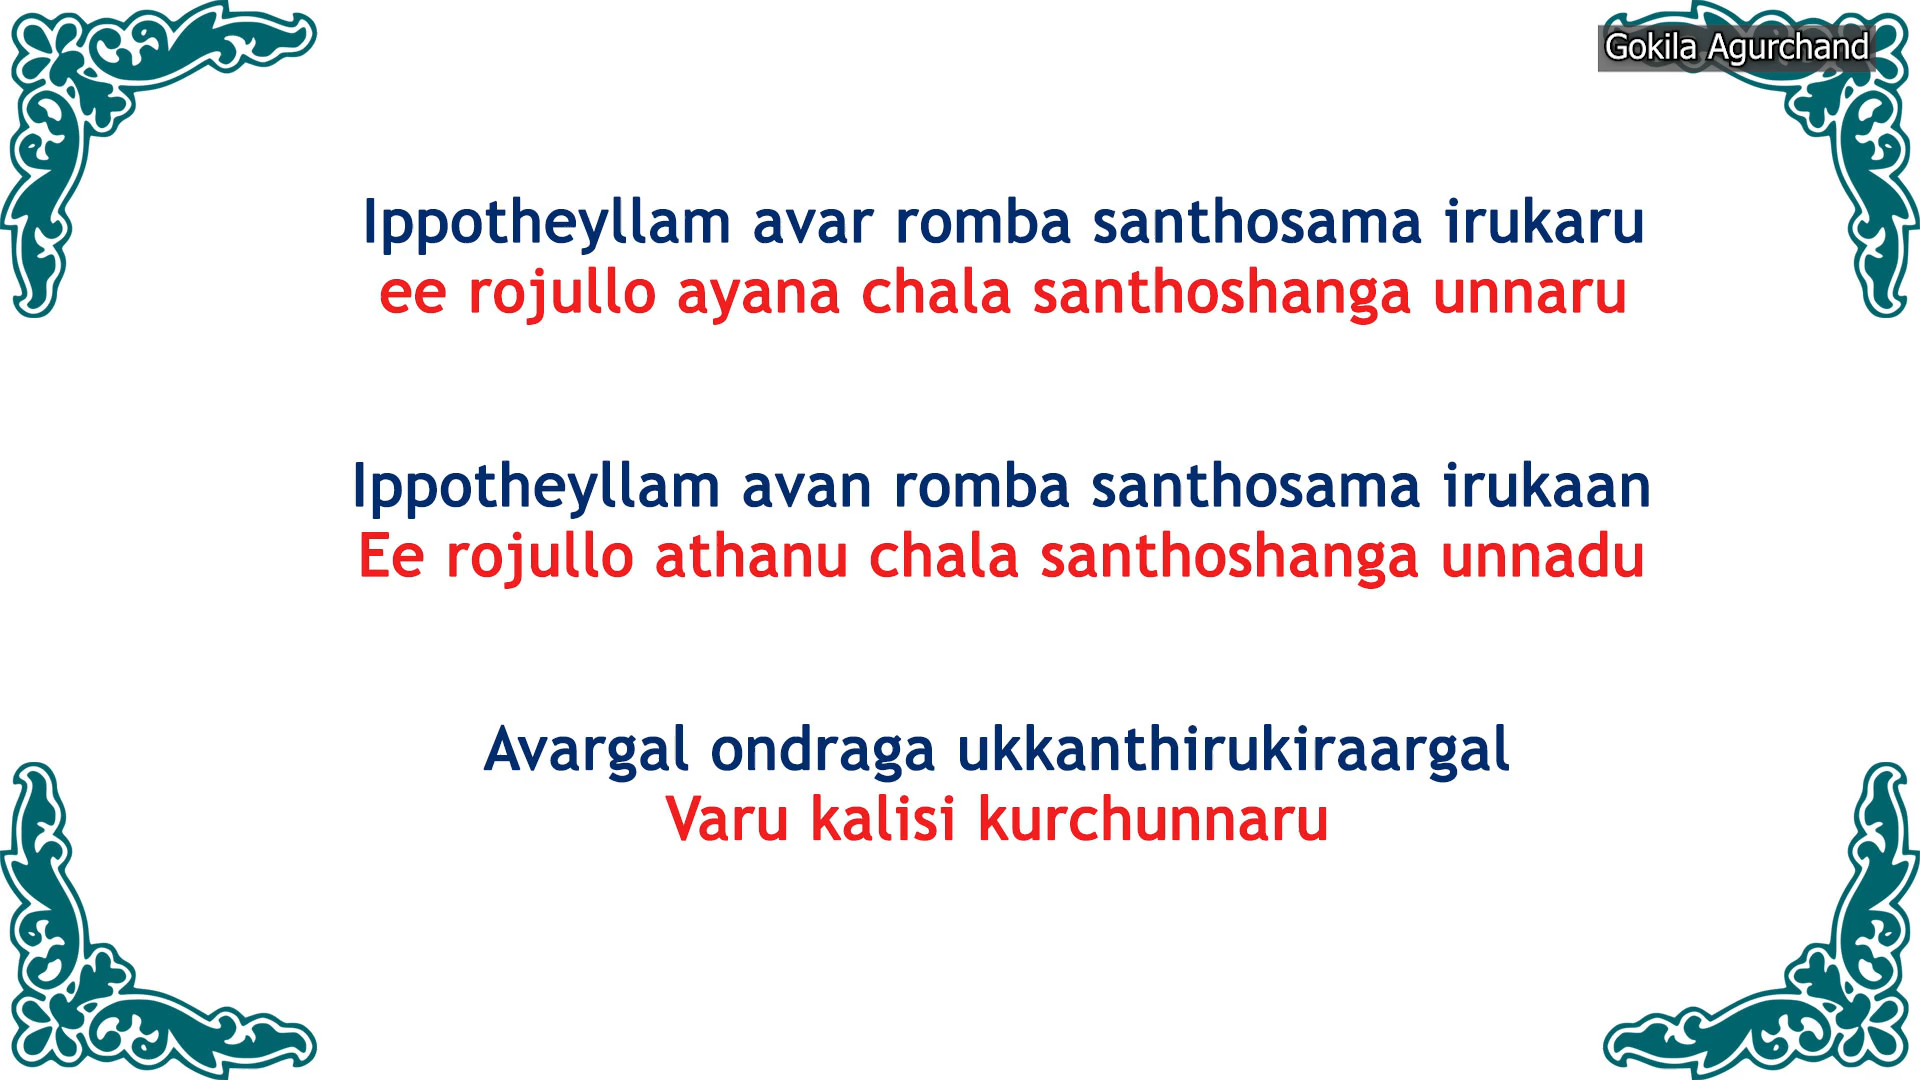 Gokila Agurchand
Ippotheyllam avar romba santhosama irukaru
ee rojullo ayana chala santhoshanga unnaru
Ippotheyllam avan romba santhosama irukaan
Ee rojullo athanu chala santhoshanga unnadu
Avargal ondraga ukkanthirukiraargal
Varu kalisi kurchunnaru